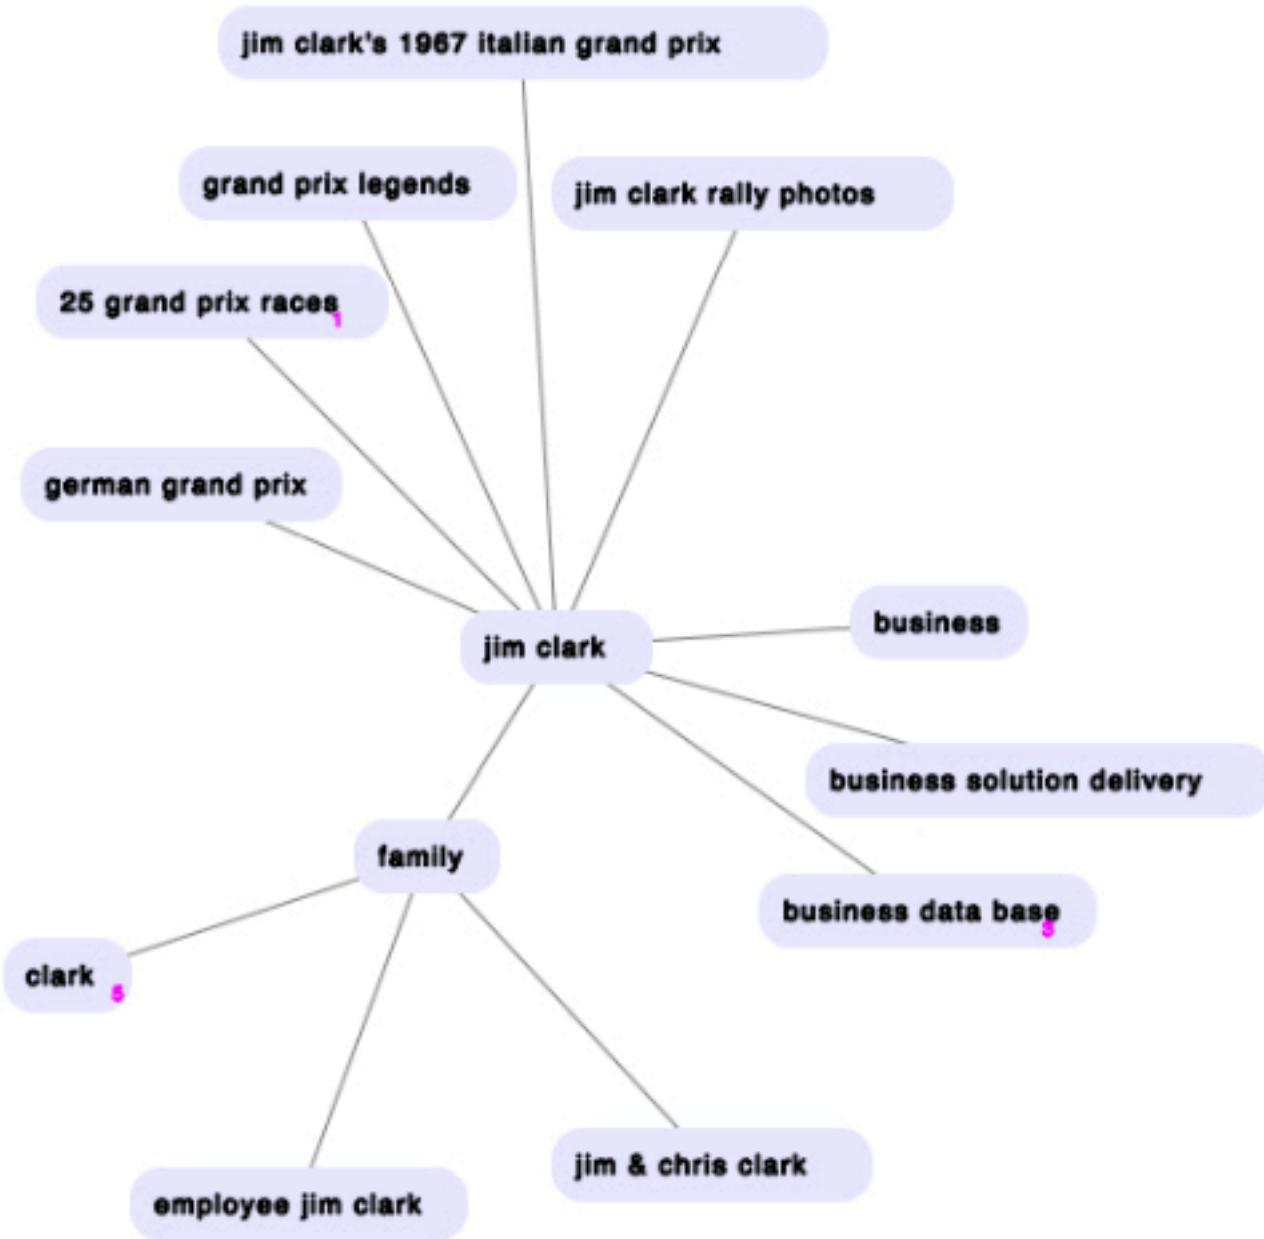 jim clark's 1967 italian grand prix
grand prix legends
jim clark rally photos
25 grand prix races
1
german grand prix
business
jim clark
business solution delivery
family
business data base
3
clark
5
jim & chris clark
employee jim clark